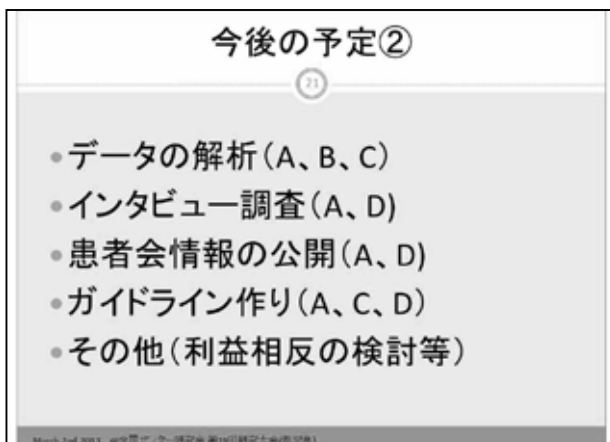 今後の予定②
21
•データの解析(A、B、C)
•インタビュー調査(A、D)
•患者会情報の公開(A、D)
•ガイドライン作り(A、C、D)
•その他(利益相反の検討等)